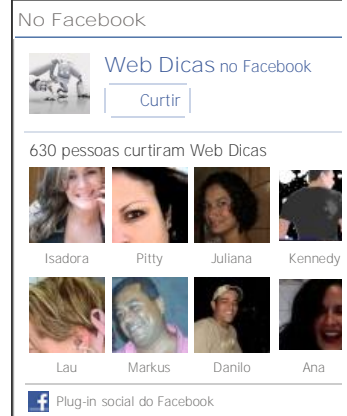 No Facebook
Web Dicas no Facebook
Curtir
630 pessoas curtiram Web Dicas
Isadora Pitty Juliana Kennedy
Lau Markus Danilo Ana
Plug-in social do Facebook